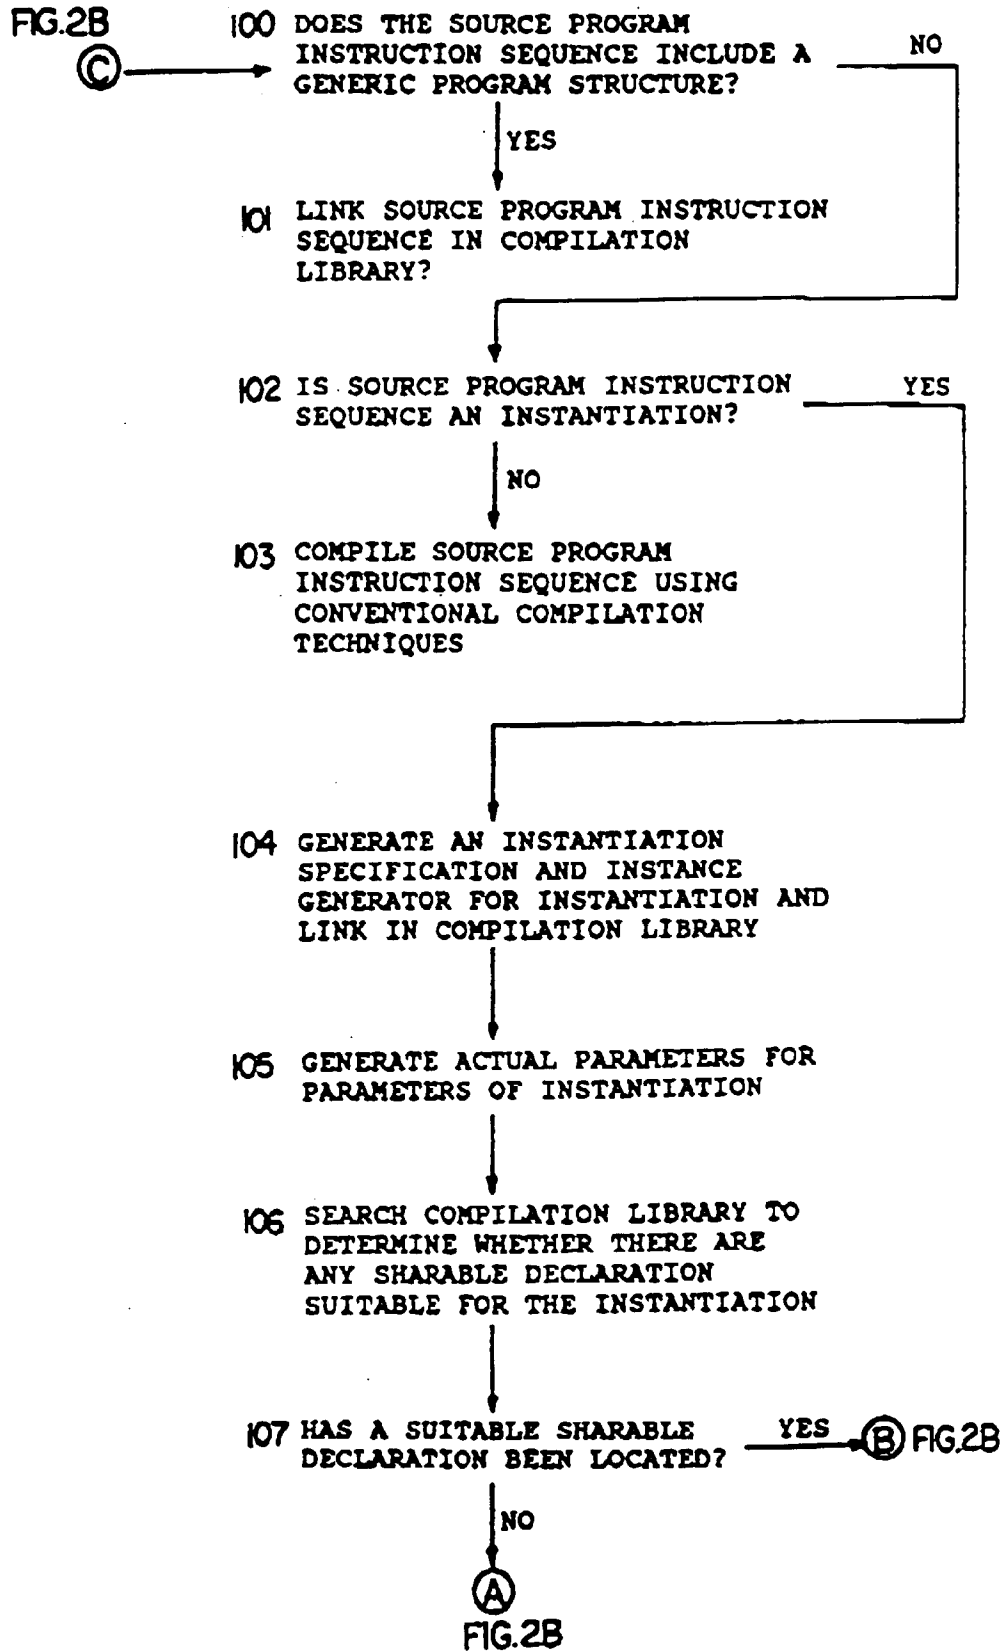 FIG.2B
C
100 DOES THE SOURCE PROGRAM
INSTRUCTION SEQUENCE INCLUDE A
GENERIC PROGRAM STRUCTURE?
NO
YES
101 LINK SOURCE PROGRAM INSTRUCTION
SEQUENCE IN COMPILATION
LIBRARY?
102 IS SOURCE PROGRAM INSTRUCTION
SEQUENCE AN INSTANTIATION?
YES
NO
103 COMPILE SOURCE PROGRAM
INSTRUCTION SEQUENCE USING
CONVENTIONAL COMPILATION
TECHNIQUES
104 GENERATE AN INSTANTIATION
SPECIFICATION AND INSTANCE
GENERATOR FOR INSTANTIATION AND
LINK IN COMPILATION LIBRARY
105 GENERATE ACTUAL PARAMETERS FOR
PARAMETERS OF INSTANTIATION
106 SEARCH COMPILATION LIBRARY TO
DETERMINE WHETHER THERE ARE
ANY SHARABLE DECLARATION
SUITABLE FOR THE INSTANTIATION
107 HAS A SUITABLE SHARABLE
DECLARATION BEEN LOCATED?
YES
B FIG.2B
NO
A
FIG.2B